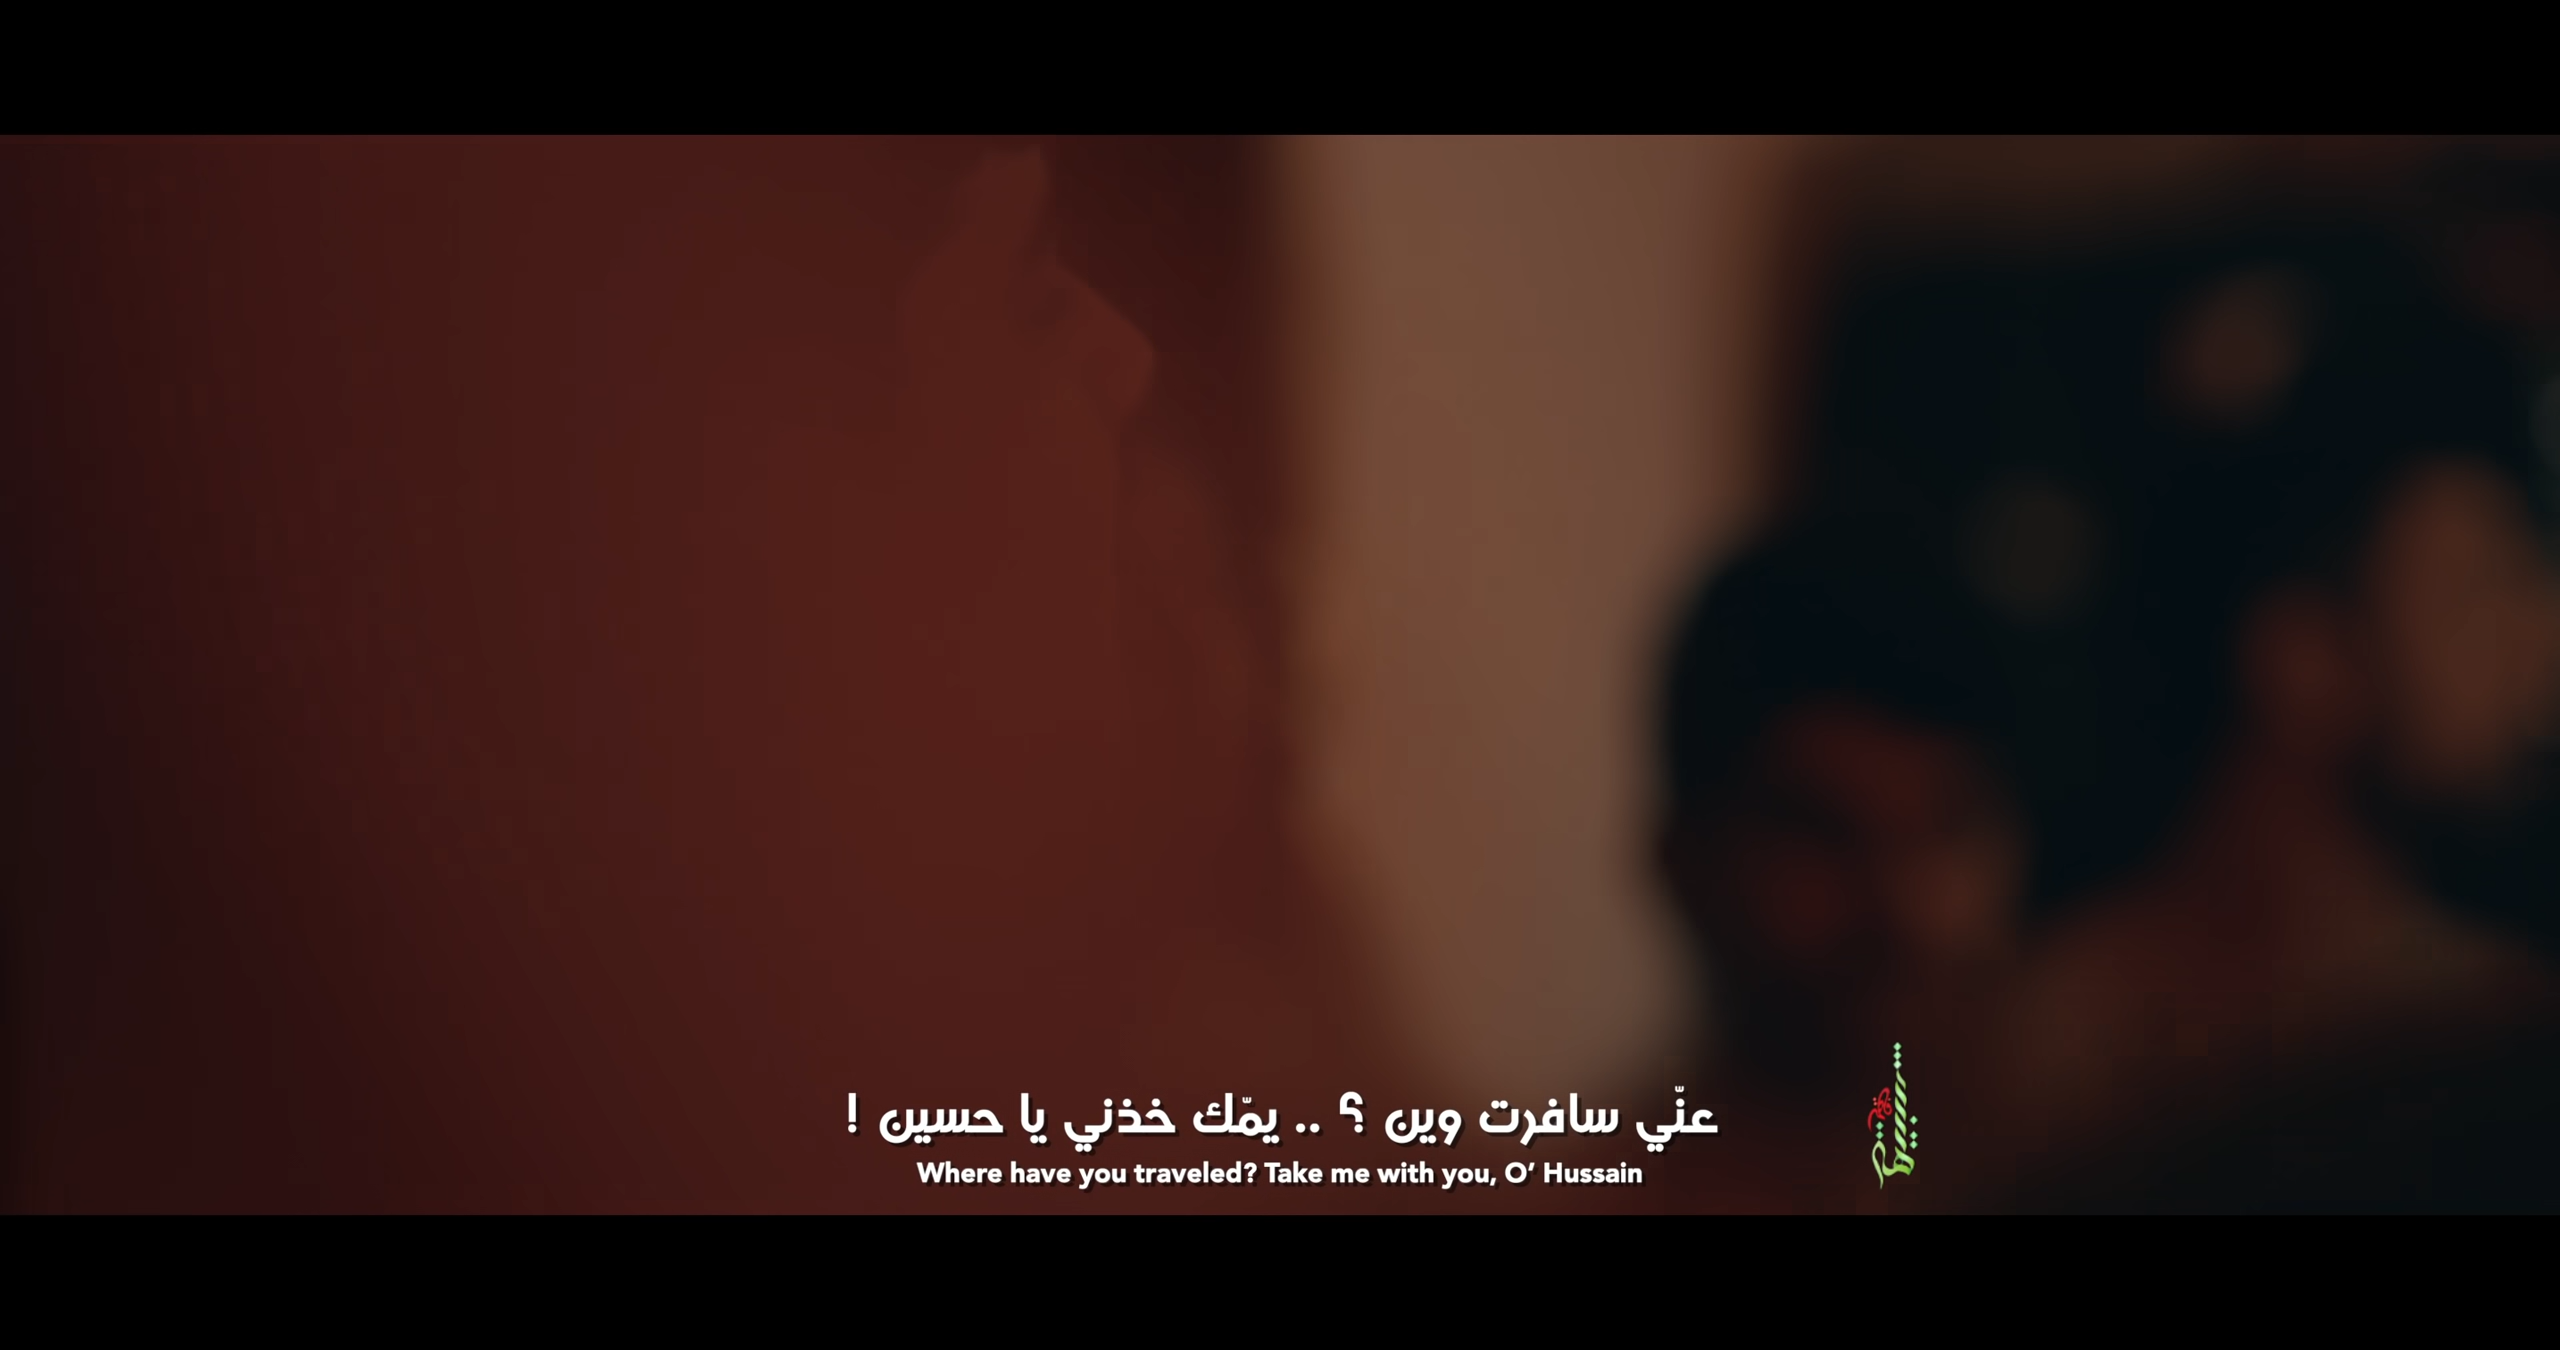 عنّي سافرت وين ؟ .. يمّك خذني يا حسين !
Where have you traveled? Take me with you, O' Hussain